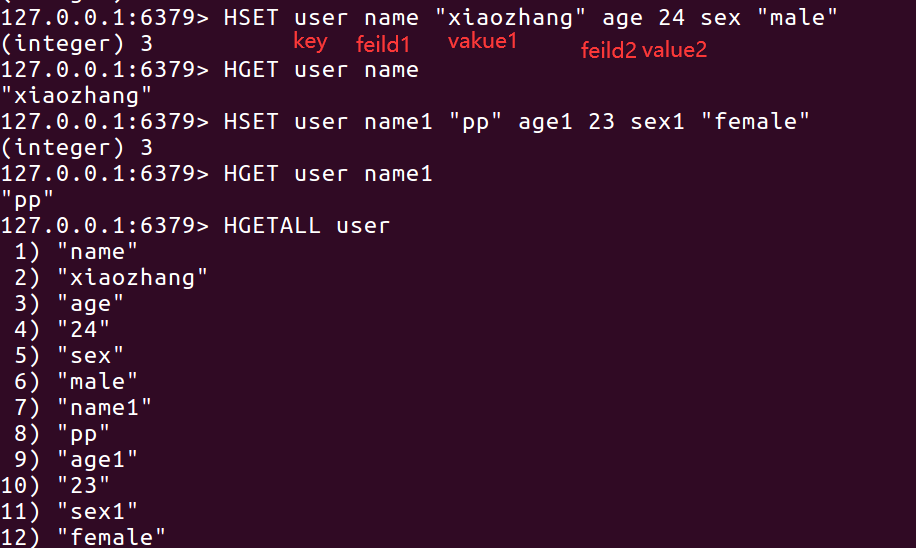 127.0.0.1:6379> HSET user name "xiaozhang" age 24 sex "male"
(integer) 3
key feild1 vakue1 feild2 value2
127.0.0.1:6379> HGET user name
"xiaozhang"
127.0.0.1:6379> HSET user name1 "pp" age1 23 sex1 "female"
(integer) 3
127.0.0.1:6379> HGET user name1
"pp"
127.0.0.1:6379> HGETALL user
1) "name"
2) "xiaozhang"
3) "age"
4) "24"
5) "sex"
6) "male"
7) "name1"
8) "pp"
9) "age1"
10) "23"
11) "sex1"
12) "female"